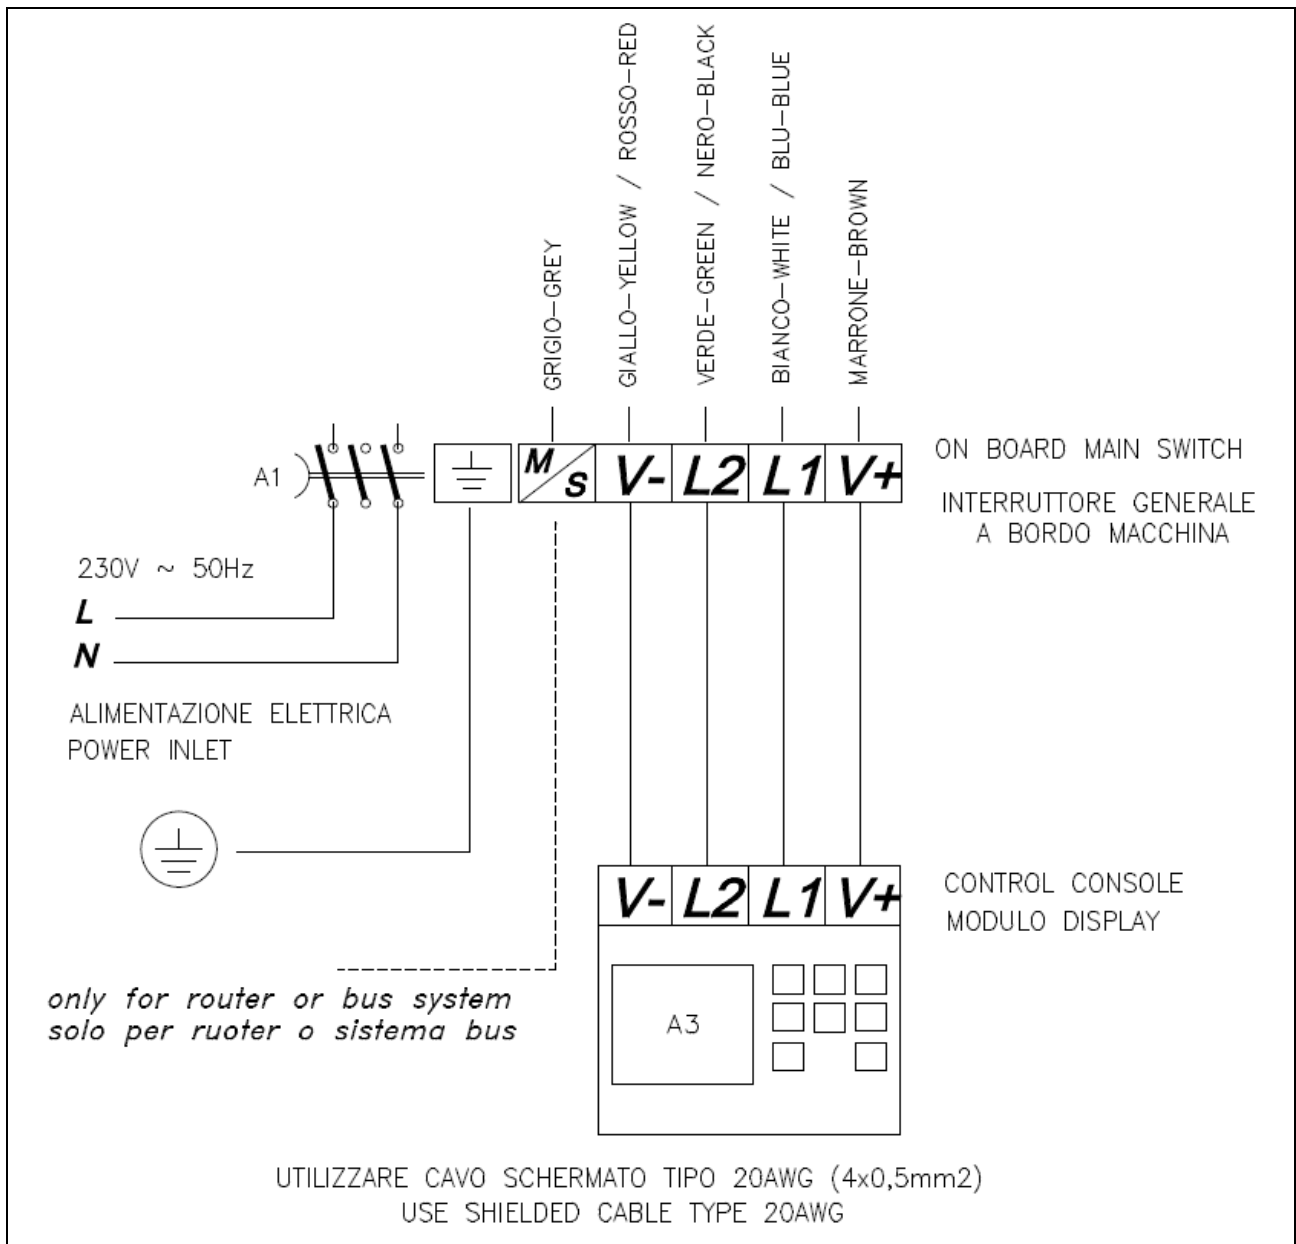 GRIGIO-GREY
GIALLO-YELLOW / ROSSO-RED
VERDE-GREEN / NERO-BLACK
BIANCO-WHITE / BLU-BLUE
MARRONE-BROWN
A1
M/S V- L2 L1 V+
ON BOARD MAIN SWITCH
INTERRUTTORE GENERALE
A BORDO MACCHINA
230V ~ 50Hz
L
N
ALIMENTAZIONE ELETTRICA
POWER INLET
V- L2 L1 V+
CONTROL CONSOLE
MODULO DISPLAY
only for router or bus system
solo per ruoter o sistema bus
A3
UTILIZZARE CAVO SCHERMATO TIPO 20AWG (4x0,5mm2)
USE SHIELDED CABLE TYPE 20AWG